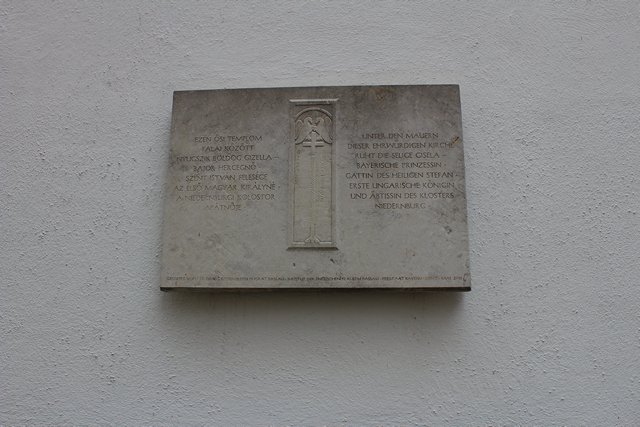 EZEN ŐSI TEMPLOM
FALAI KÖZÖTT
NYUGSZIK BOLDOG GIZELLA
BAJOR HERCEGNŐ
SZENT ISTVÁN FELESÉGE
AZ ELSŐ MAGYAR KIRÁLYNÉ
A NIEDERNBURGI KOLOSTOR
APÁTNŐJE
UNTER DEN MAUERN
DIESER EHRWÜRDIGEN KIRCHE
RUHT DIE SELIGE GISELA -
BAYERISCHE PRINZESSIN -
GATTIN DES HEILIGEN STEFAN -
ERSTE UNGARISCHE KÖNIGIN
UND ÄBTISSIN DES KLOSTERS
NIEDERNBURG